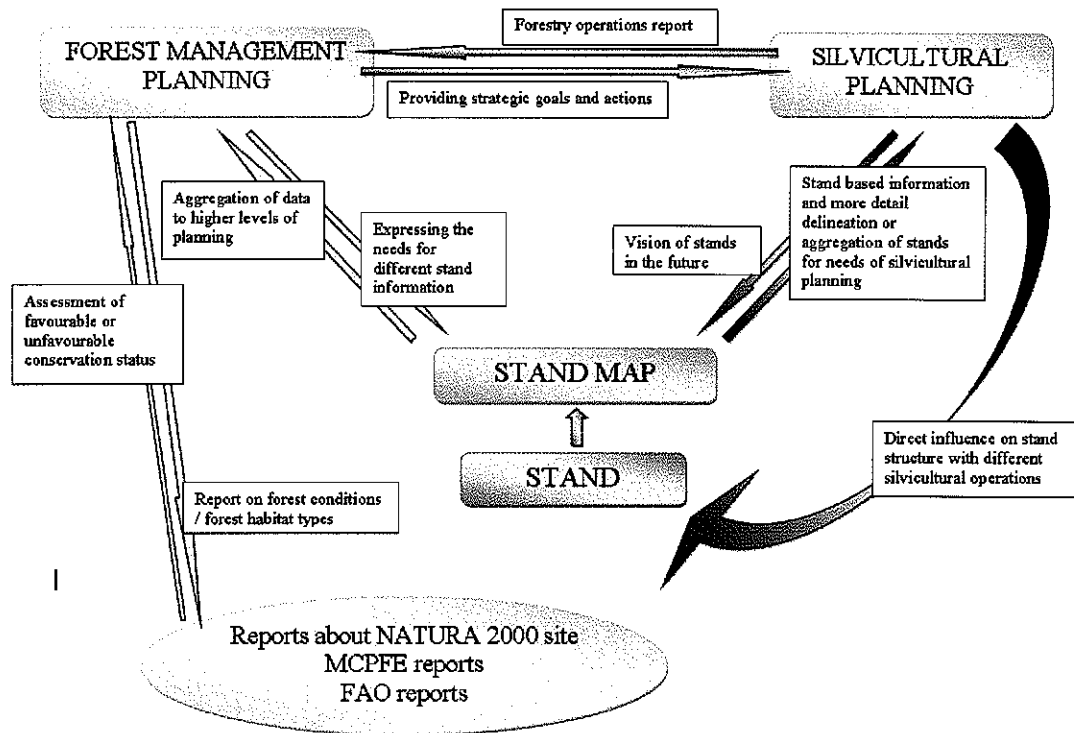 Forestry operations report
FOREST MANAGEMENT
PLANNING
SILVICULTURAL
PLANNING
Providing strategic goals and actions
Aggregation of data
to higher levels of
planning
Expressing the
needs for
different stand
information
Vision of stands
in the future
Stand based information
and more detail
delineation or
aggregation of stands
for needs of silvicultural
planning
Assessment of
favourable or
unfavourable
conservation status
STAND MAP
STAND
Direct influence on stand
structure with different
silvicultural operations
Report on forest conditions
/ forest habitat types
Reports about NATURA 2000 site
MCPFE reports
FAO reports